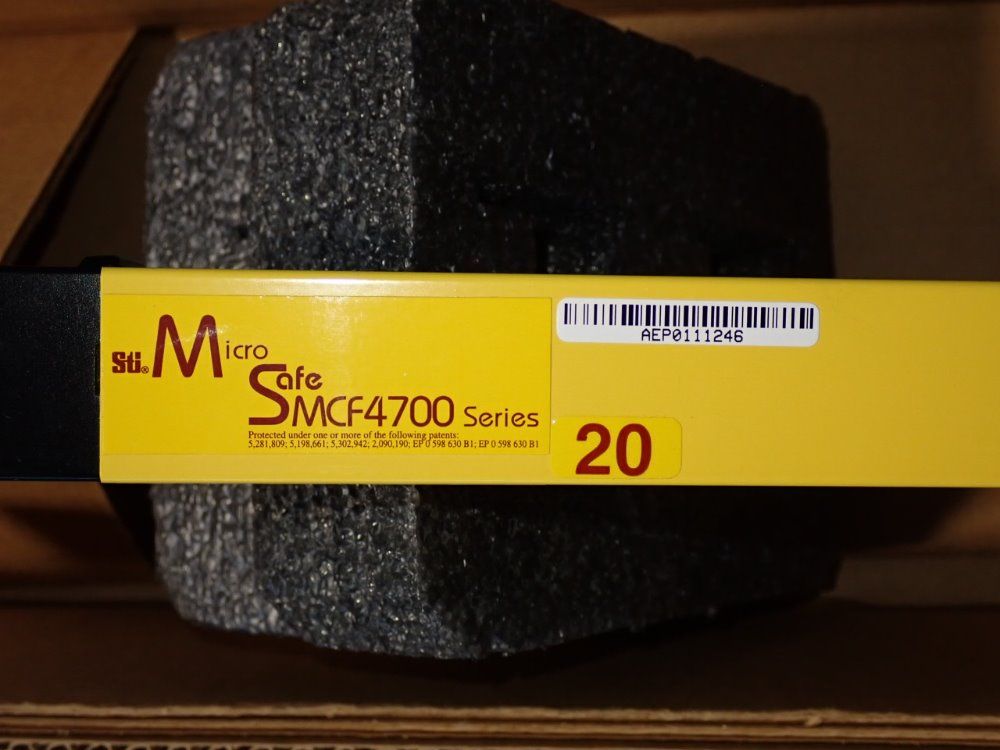 Sti® Micro
Safe
MCF4700 Series
Protected under one or more of the following patents:
5,281,809; 5,198,661; 5,302,942; 2,090,190; EP 0 598 630 B1; EP 0 598 630 B1
AEP0111246
20